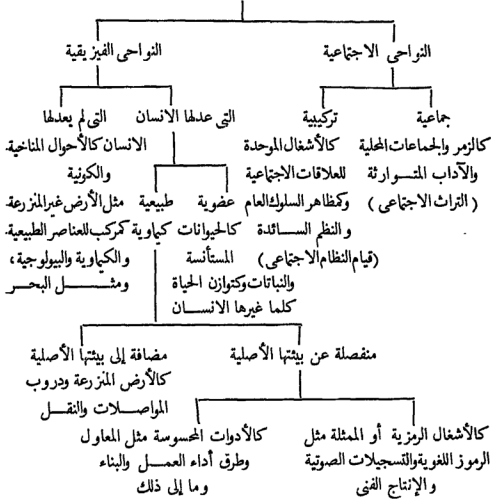 النواحى الاجتماعية
النواحى الفيزيقية
جماعية
كالزمر والجماعات المحلية
والآداب المتوارثة
( التراث الاجتماعى )
تركيبية
كالأشغال الموحدة
للعلاقات الاجتماعية
وكمظاهر السلوك العام
والنظم السائدة
(قيام النظام الاجتماعى)
التى عدلها الانسان
التى لم يعدلها
الانسان كالأحوال المناخية
والكونية
مثل الأرض غير المنزرعة
كمركب للعناصر الطبيعية
والكياوية والبيولوجية،
ومثل البحر
عضوية
كالحيوانات
المستأنسة
والنباتات وكتوازن الحياة
كلما غيرها الانسان
طبيعية
كياوية
منفصلة عن بيئتها الأصلية
مضافة إلى بيئتها الأصلية
كالأرض المنزرعة ودروب
المواصلات والنقل
كالأشغال الرمزية أو الممثلة مثل
الرموز اللغوية والتسجيلات الصوتية
والإنتاج الفنى
كالأدوات المحسوسة مثل المعاول
وطرق أداء العمل والبناء
وما إلى ذلك